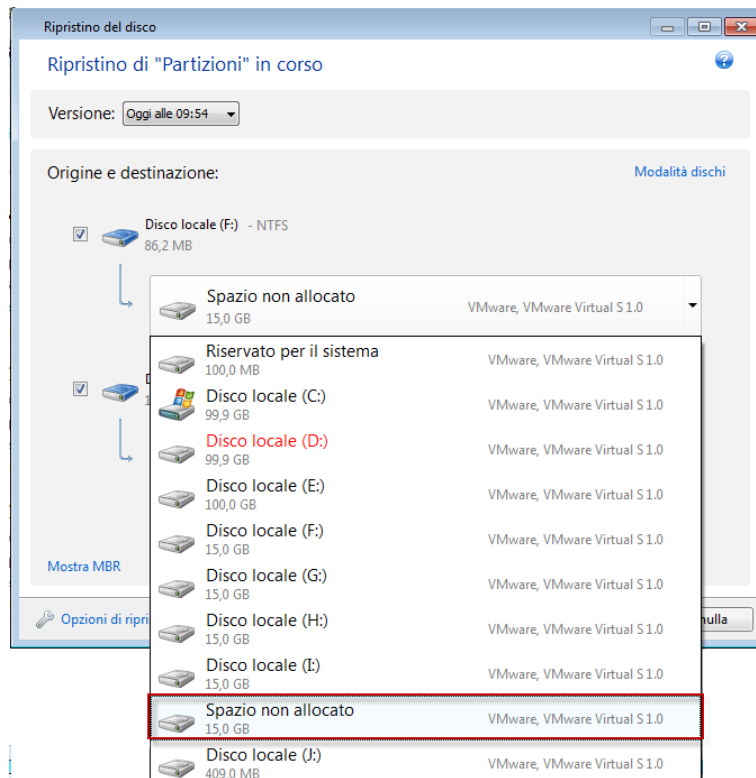 Ripristino del disco
Ripristino di "Partizioni" in corso
Versione: Oggi alle 09:54
Origine e destinazione: Modalità dischi
Disco locale (F:) - NTFS
86,2 MB
Spazio non allocato VMware, VMware Virtual S 1.0
15,0 GB
Riservato per il sistema VMware, VMware Virtual S 1.0
100,0 MB
Disco locale (C:) VMware, VMware Virtual S 1.0
99,9 GB
Disco locale (D:) VMware, VMware Virtual S 1.0
99,9 GB
Disco locale (E:) VMware, VMware Virtual S 1.0
100,0 GB
Disco locale (F:) VMware, VMware Virtual S 1.0
15,0 GB
Disco locale (G:) VMware, VMware Virtual S 1.0
15,0 GB
Disco locale (H:) VMware, VMware Virtual S 1.0
15,0 GB
Disco locale (I:) VMware, VMware Virtual S 1.0
15,0 GB
Spazio non allocato VMware, VMware Virtual S 1.0
15,0 GB
Disco locale (J:) VMware, VMware Virtual S 1.0
409,0 MB
Mostra MBR
Opzioni di ripri nulla